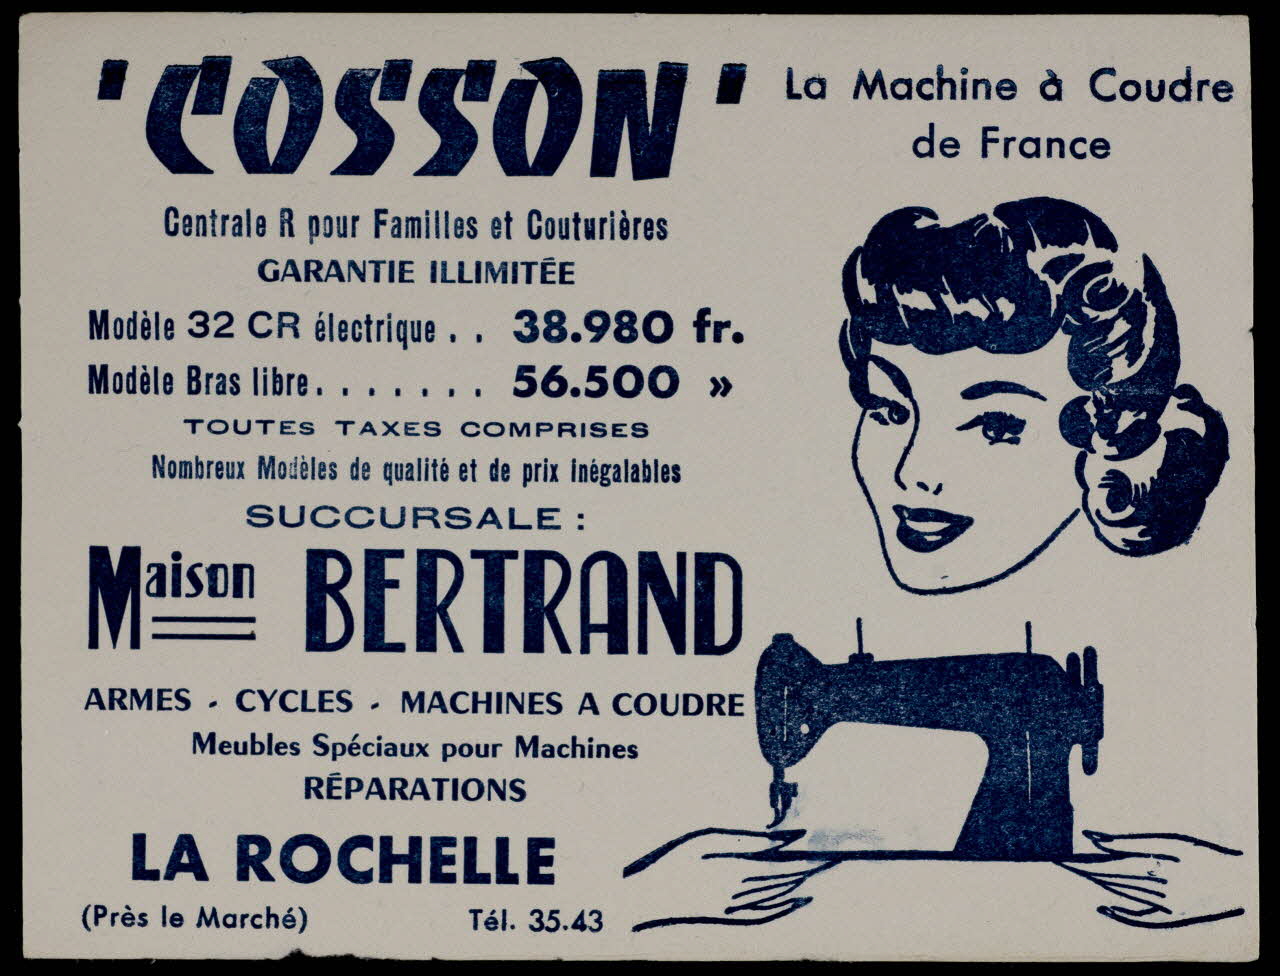 'COSSON'
La Machine à Coudre
de France
Centrale R pour Familles et Couturières
GARANTIE ILLIMITÉE
Modèle 32 CR électrique . . 38.980 fr.
Modèle Bras libre . . . . . . . 56.500 »
TOUTES TAXES COMPRISES
Nombreux Modèles de qualité et de prix inégalables
SUCCURSALE :
Maison BERTRAND
ARMES - CYCLES - MACHINES A COUDRE
Meubles Spéciaux pour Machines
RÉPARATIONS
LA ROCHELLE
(Près le Marché) Tél. 35.43